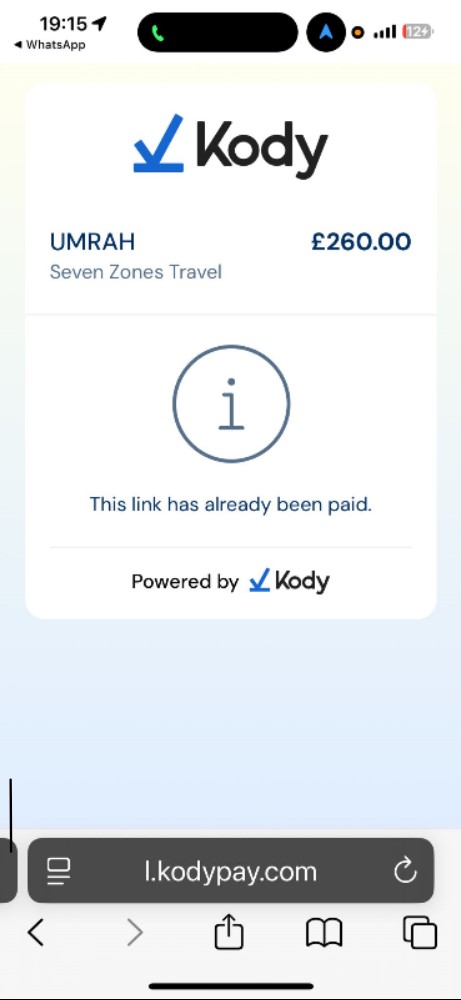 19:15
WhatsApp
12
Kody
UMRAH £260.00
Seven Zones Travel
i
This link has already been paid.
Powered by Kody
l.kodypay.com